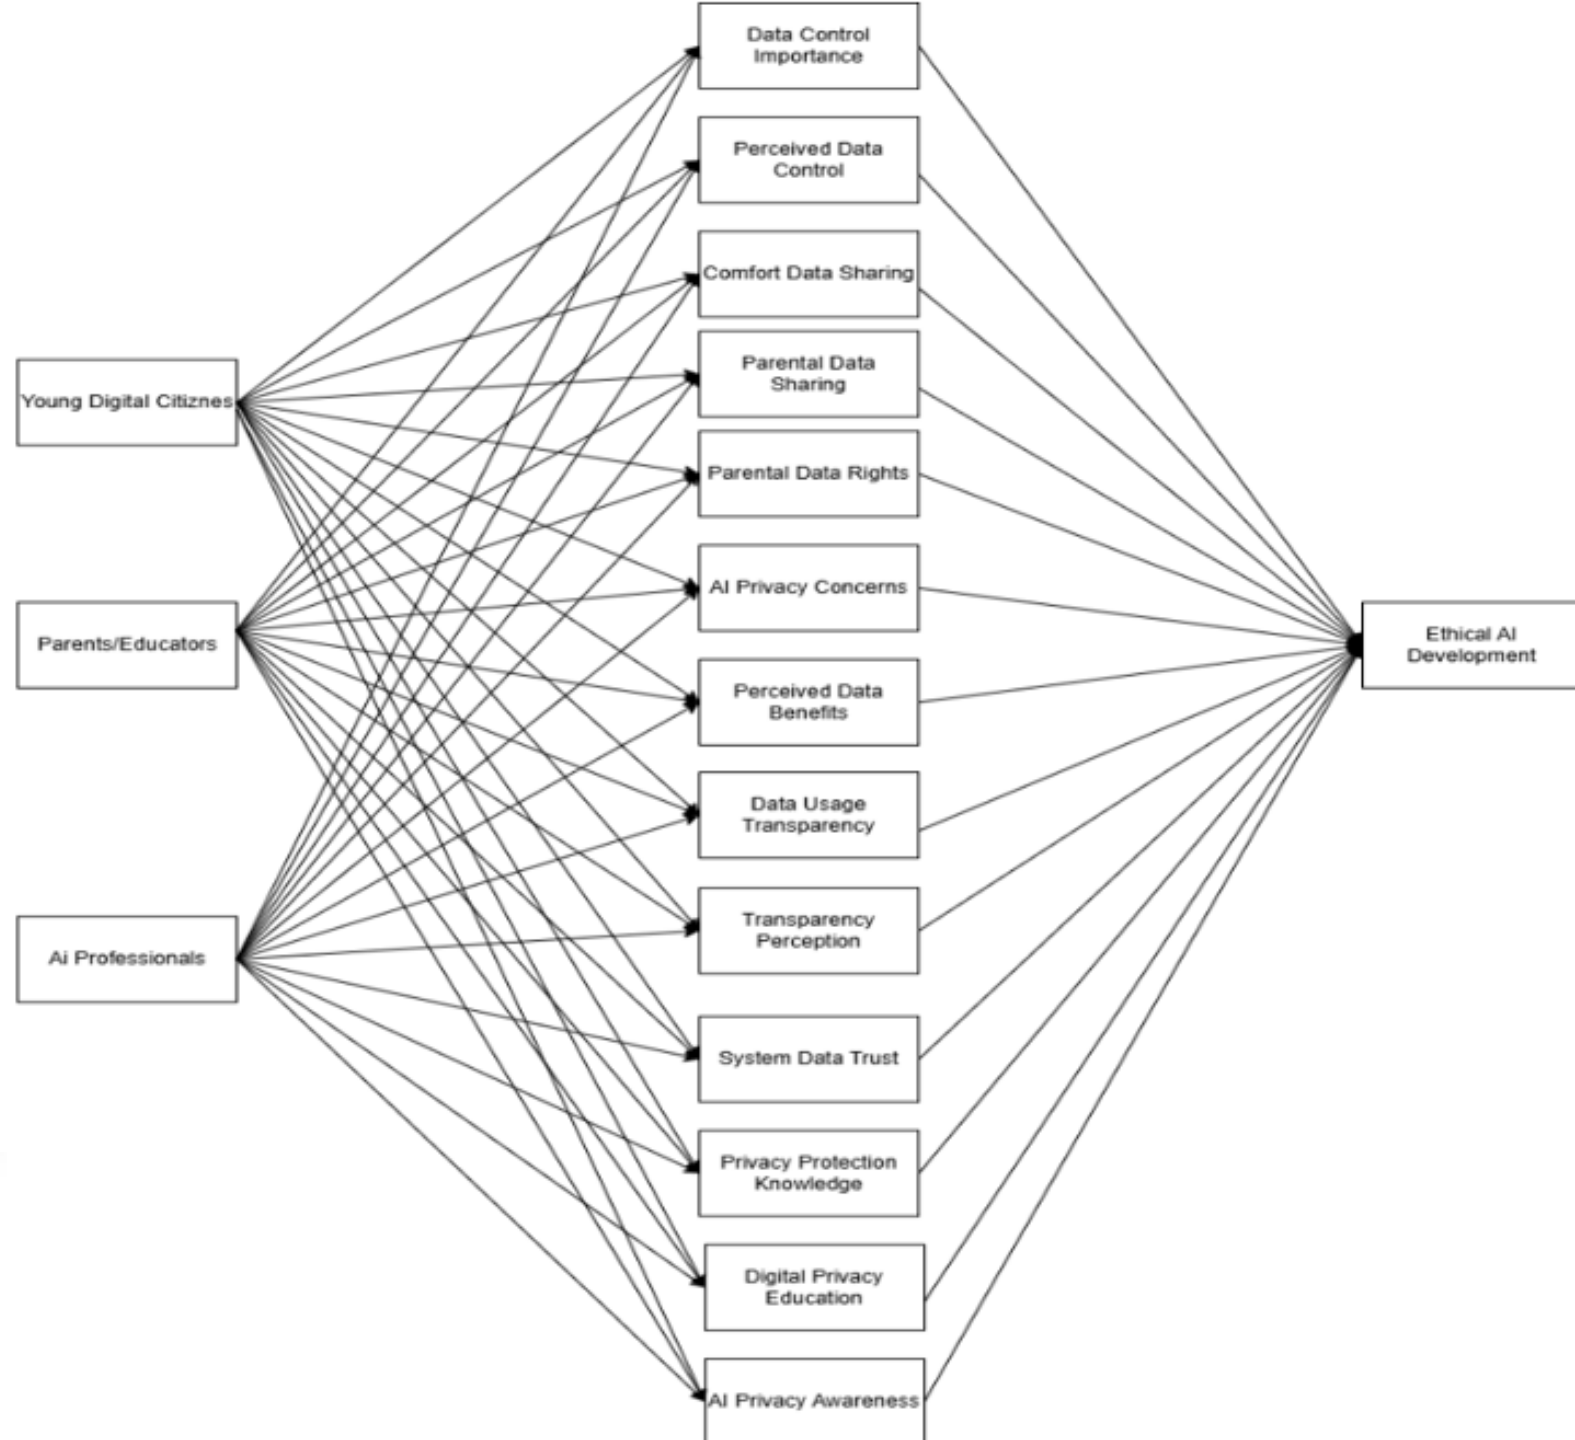 Data Control
Importance
Perceived Data
Control
Comfort Data Sharing
Parental Data
Sharing
Young Digital Citiznes
Parental Data Rights
AI Privacy Concerns
Parents/Educators
Ethical AI
Development
Perceived Data
Benefits
Data Usage
Transparency
Transparency
Perception
Ai Professionals
System Data Trust
Privacy Protection
Knowledge
Digital Privacy
Education
AI Privacy Awareness